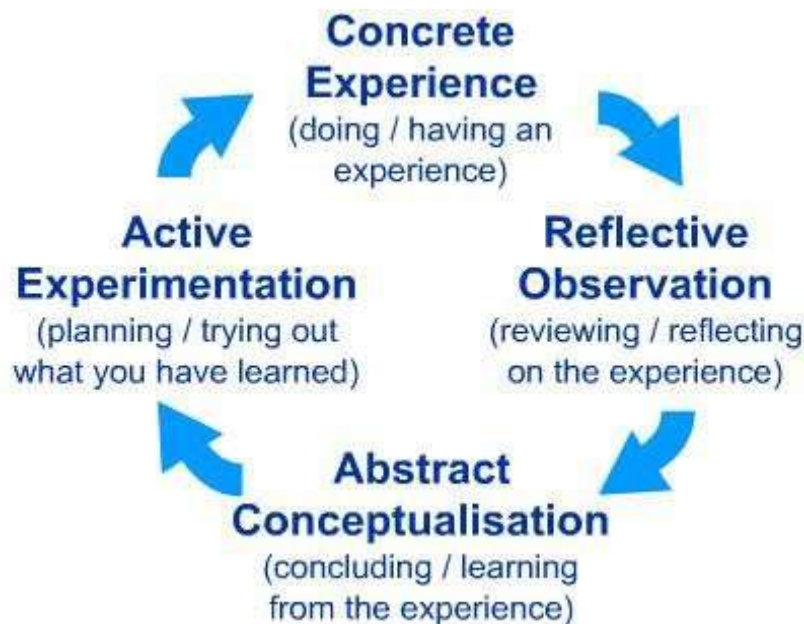 Concrete
Experience
(doing / having an
experience)
Reflective
Observation
(reviewing / reflecting
on the experience)
Abstract
Conceptualisation
(concluding / learning
from the experience)
Active
Experimentation
(planning / trying out
what you have learned)